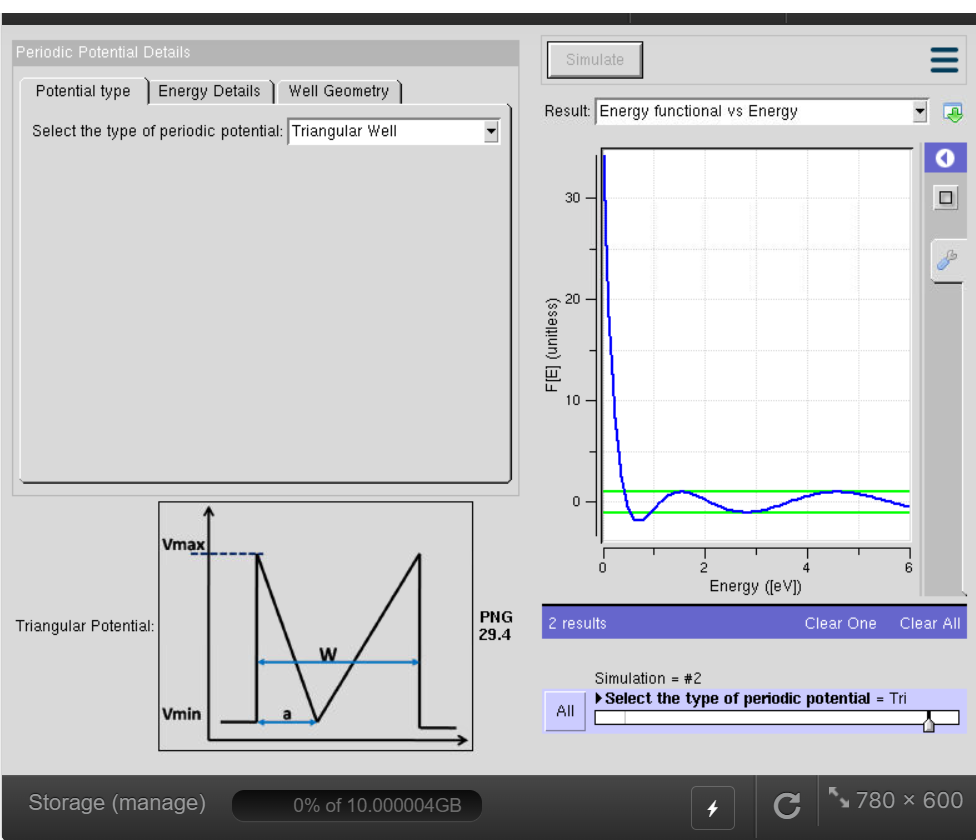 Periodic Potential Details
Potential type
Energy Details
Well Geometry
Select the type of periodic potential: Triangular Well
Triangular Potential:
Vmax
W
Vmin
a
PNG
29.4
Simulate
Result: Energy functional vs Energy
F[E] (unitless)
30
20
10
0
0
2
4
6
Energy ([eV])
2 results
Clear One
Clear All
Simulation = #2
All
Select the type of periodic potential = Tri
Storage (manage)
0% of 10.000004GB
780 × 600